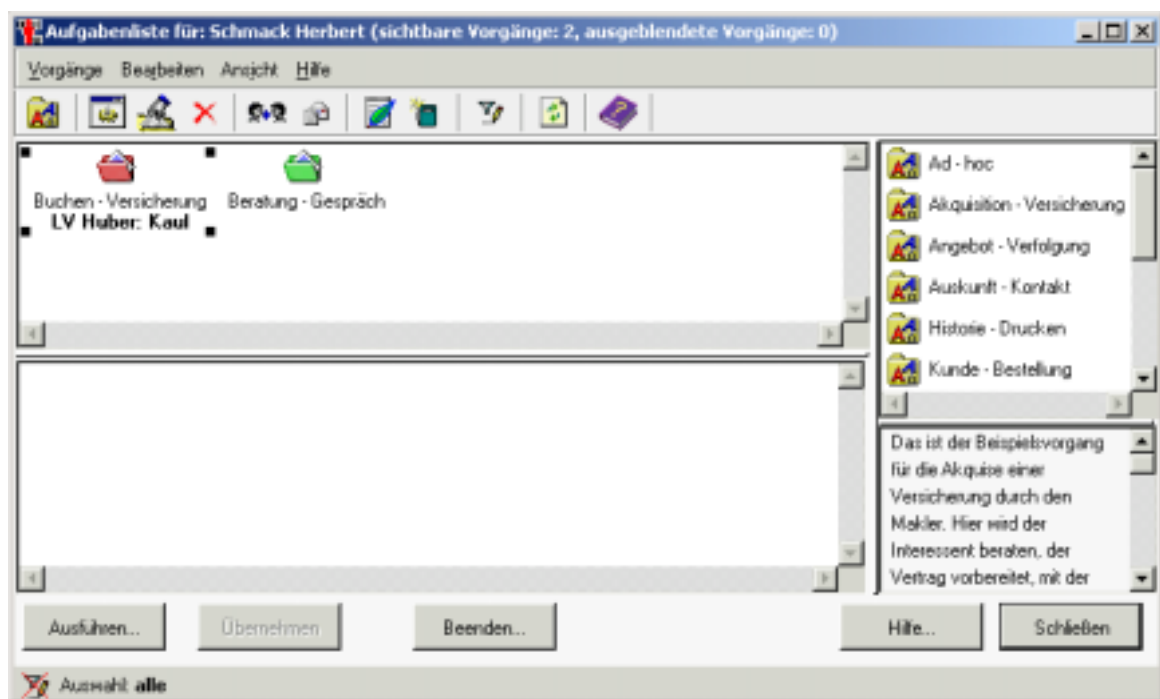 Aufgabenliste für: Schmack Herbert (sichtbare Vorgänge: 2, ausgeblendete Vorgänge: 0)
Vorgänge Bearbeiten Ansicht Hilfe
Buchen - Versicherung Beratung - Gespräch
LV Huber: Kaul
Ad - hoc
Akquisition - Versicherung
Angebot - Verfolgung
Auskunft - Kontakt
Historie - Drucken
Kunde - Bestellung
Das ist der Beispielsvorgang
für die Akquise einer
Versicherung durch den
Makler. Hier wird der
Interessent beraten, der
Vertrag vorbereitet, mit der
Ausführen... Übernehmen Beenden... Hilfe... Schließen
Auswahl: alle